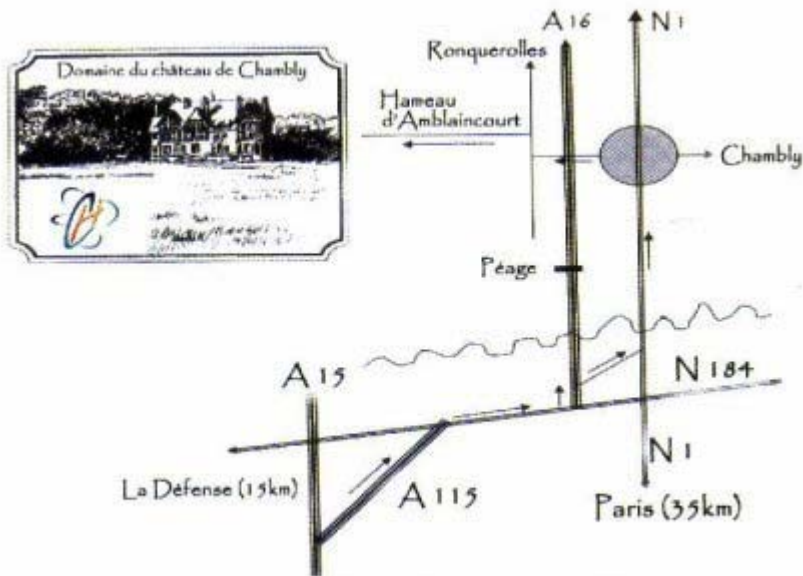 A 16
N 1
Ronquerolles
Domaine du château de Chambly
Hameau
d'Amblaincourt
Chambly
Péage
A 15
N 184
N 1
La Défense (15km)
A 115
Paris (35km)